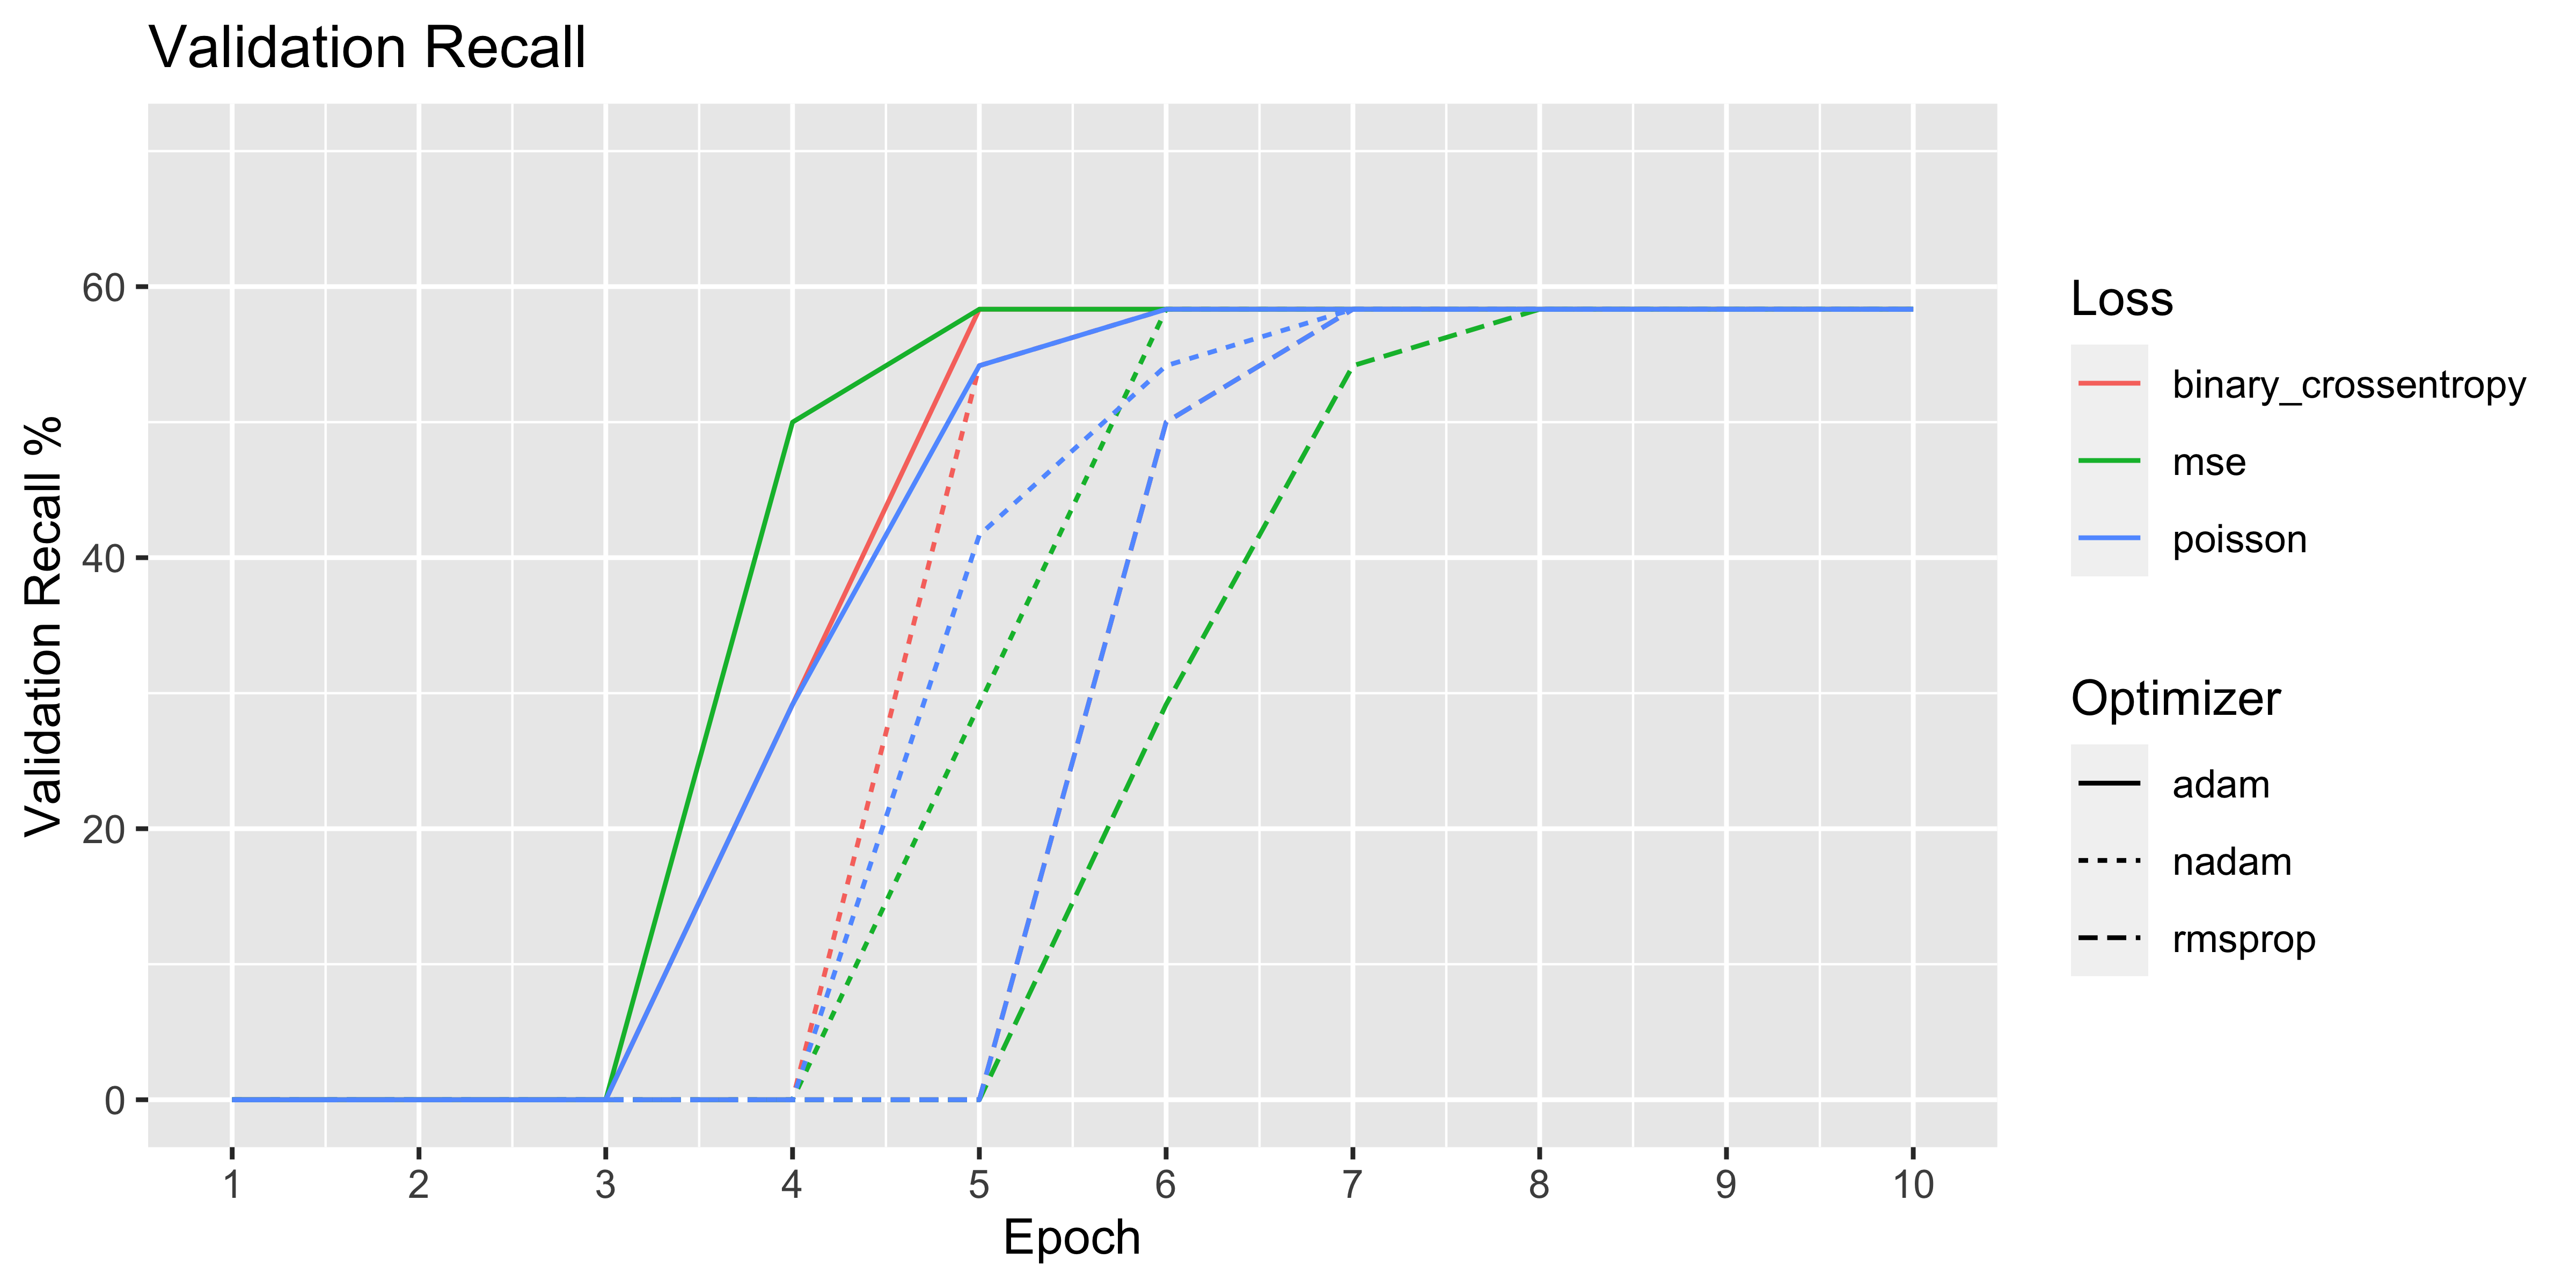 Validation Recall
Validation Recall %
60
40
20
0
1 2 3 4 5 6 7 8 9 10
Epoch
Loss
binary_crossentropy
mse
poisson
Optimizer
adam
nadam
rmsprop